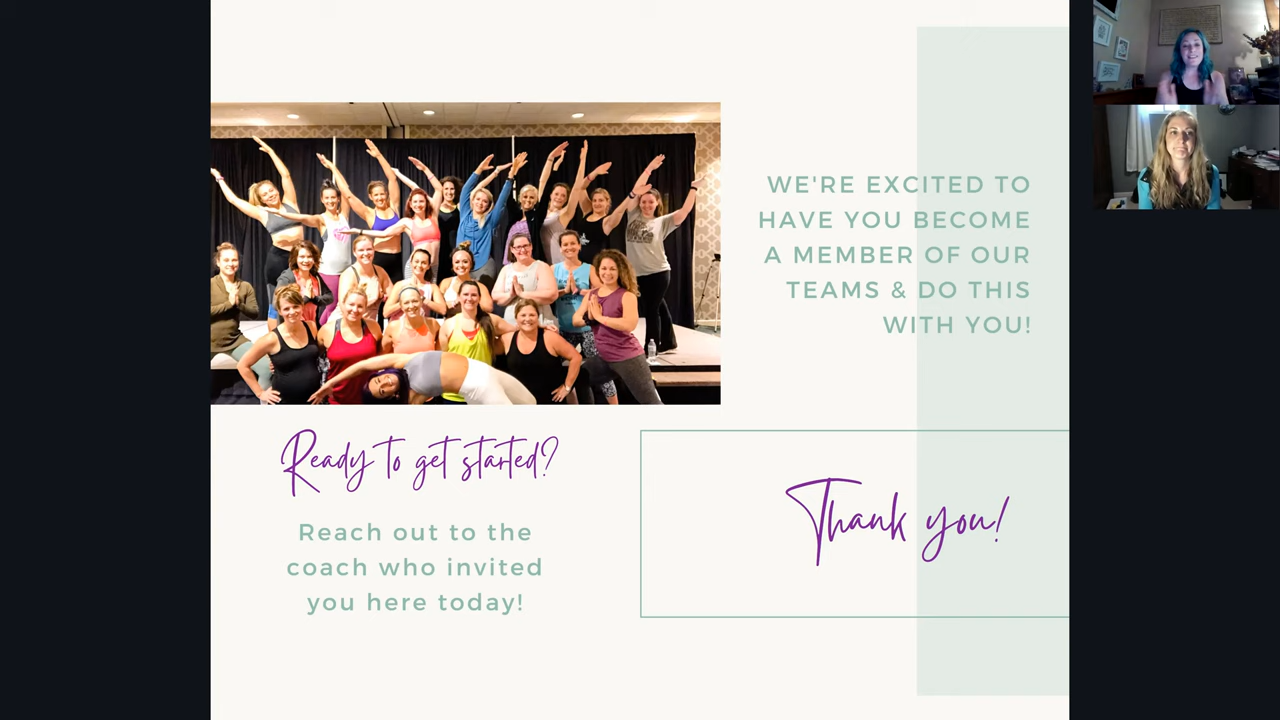 WE'RE EXCITED TO
HAVE YOU BECOME
A MEMBER OF OUR
TEAMS & DO THIS
WITH YOU!
Ready to get started?
Reach out to the
coach who invited
you here today!
Thank you!